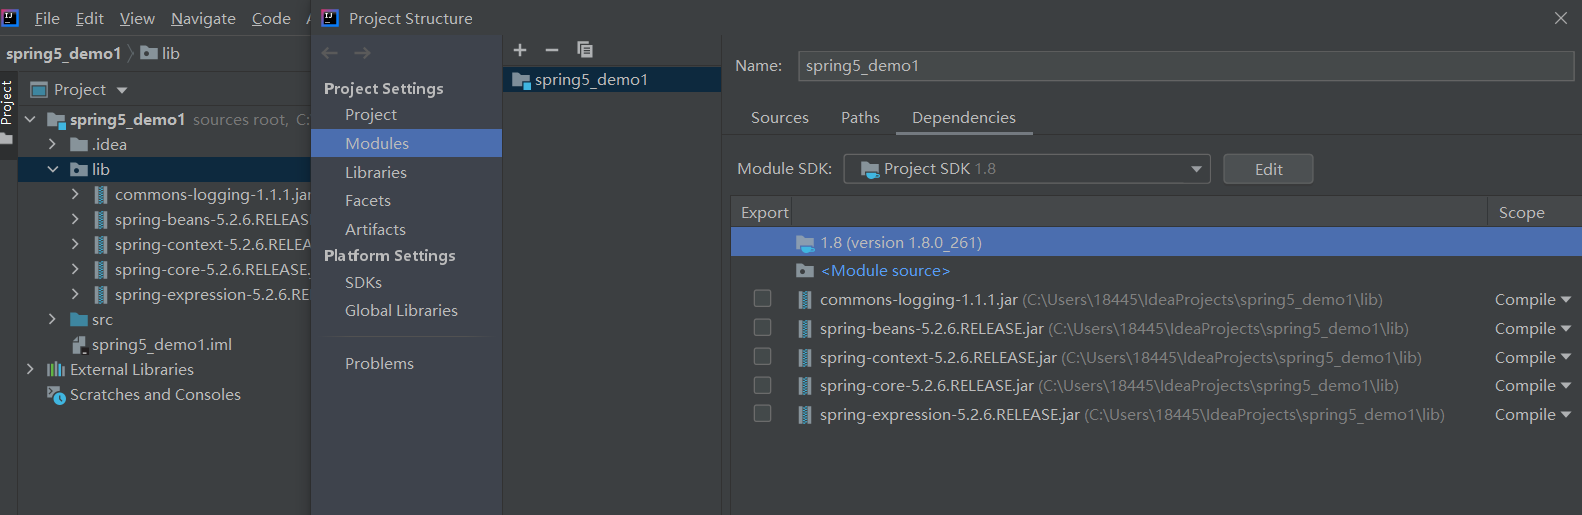 File Edit View Navigate Code
Project Structure
spring5_demo1 lib
Project
Project
spring5_demo1 sources root, C:
.idea
lib
commons-logging-1.1.1.jar
spring-beans-5.2.6.RELEAS
spring-context-5.2.6.RELEA
spring-core-5.2.6.RELEASE.
spring-expression-5.2.6.RE
src
spring5_demo1.iml
External Libraries
Scratches and Consoles
Project Settings
Project
Modules
Libraries
Facets
Artifacts
Platform Settings
SDKs
Global Libraries
Problems
spring5_demo1
Name: spring5_demo1
Sources Paths Dependencies
Module SDK: Project SDK 1.8 Edit
Export Scope
1.8 (version 1.8.0_261)
<Module source>
commons-logging-1.1.1.jar (C:\Users\18445\IdeaProjects\spring5_demo1\lib) Compile
spring-beans-5.2.6.RELEASE.jar (C:\Users\18445\IdeaProjects\spring5_demo1\lib) Compile
spring-context-5.2.6.RELEASE.jar (C:\Users\18445\IdeaProjects\spring5_demo1\lib) Compile
spring-core-5.2.6.RELEASE.jar (C:\Users\18445\IdeaProjects\spring5_demo1\lib) Compile
spring-expression-5.2.6.RELEASE.jar (C:\Users\18445\IdeaProjects\spring5_demo1\lib) Compile